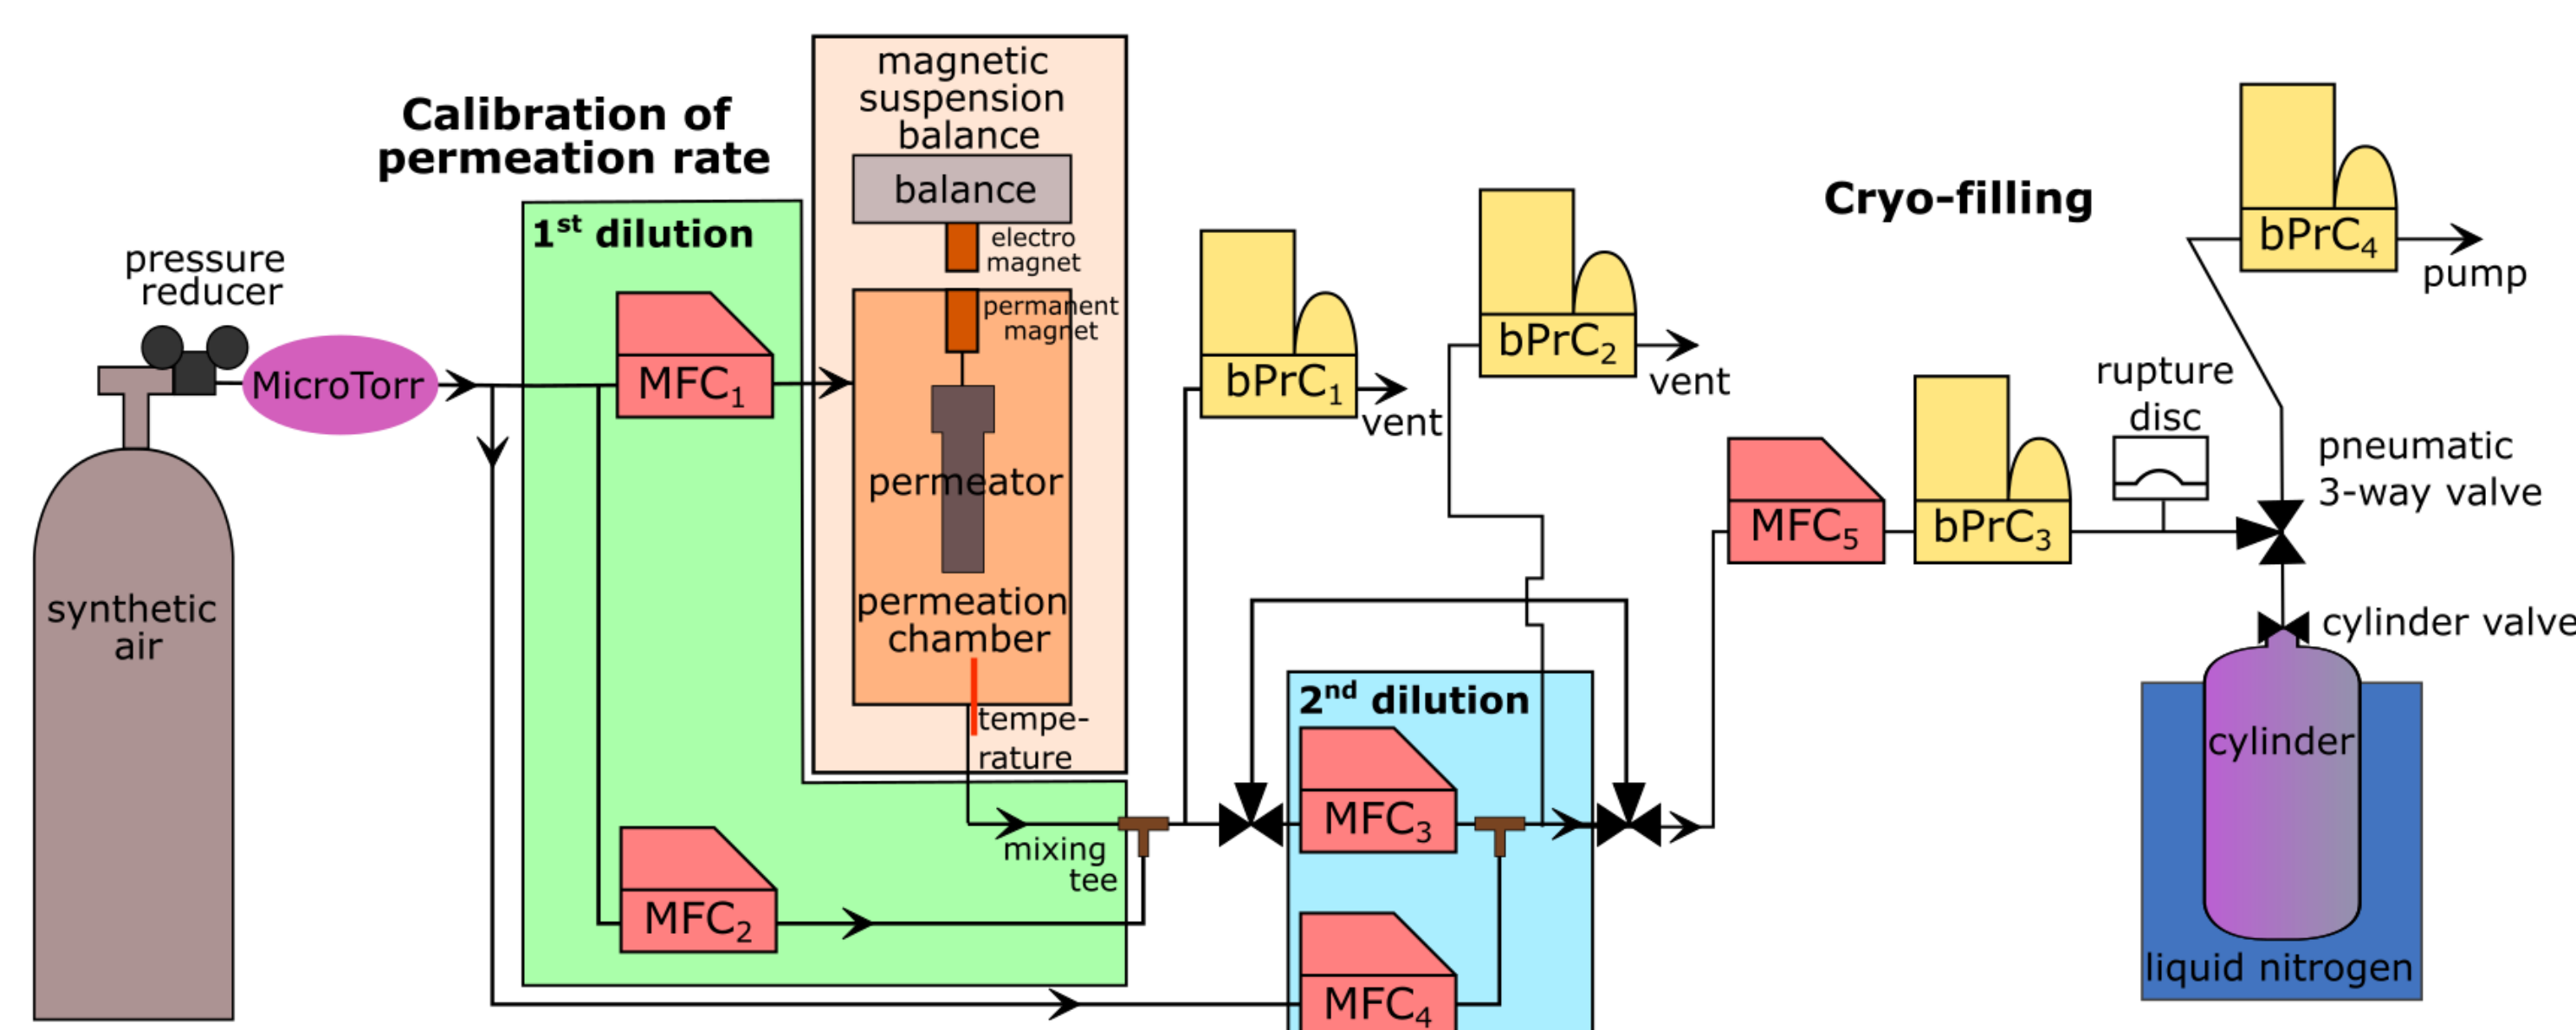 magnetic
suspension
balance
Calibration of
permeation rate
balance
Cryo-filling
1st dilution
electro
magnet
bPrC4
pump
pressure
reducer
permanent
magnet
MicroTorr
MFC1
bPrC1
vent
bPrC2
vent
rupture
disc
pneumatic
3-way valve
permeator
MFC5
bPrC3
synthetic
air
permeation
chamber
cylinder valve
tempe-
rature
2nd dilution
cylinder
mixing
tee
MFC3
MFC2
MFC4
liquid nitrogen